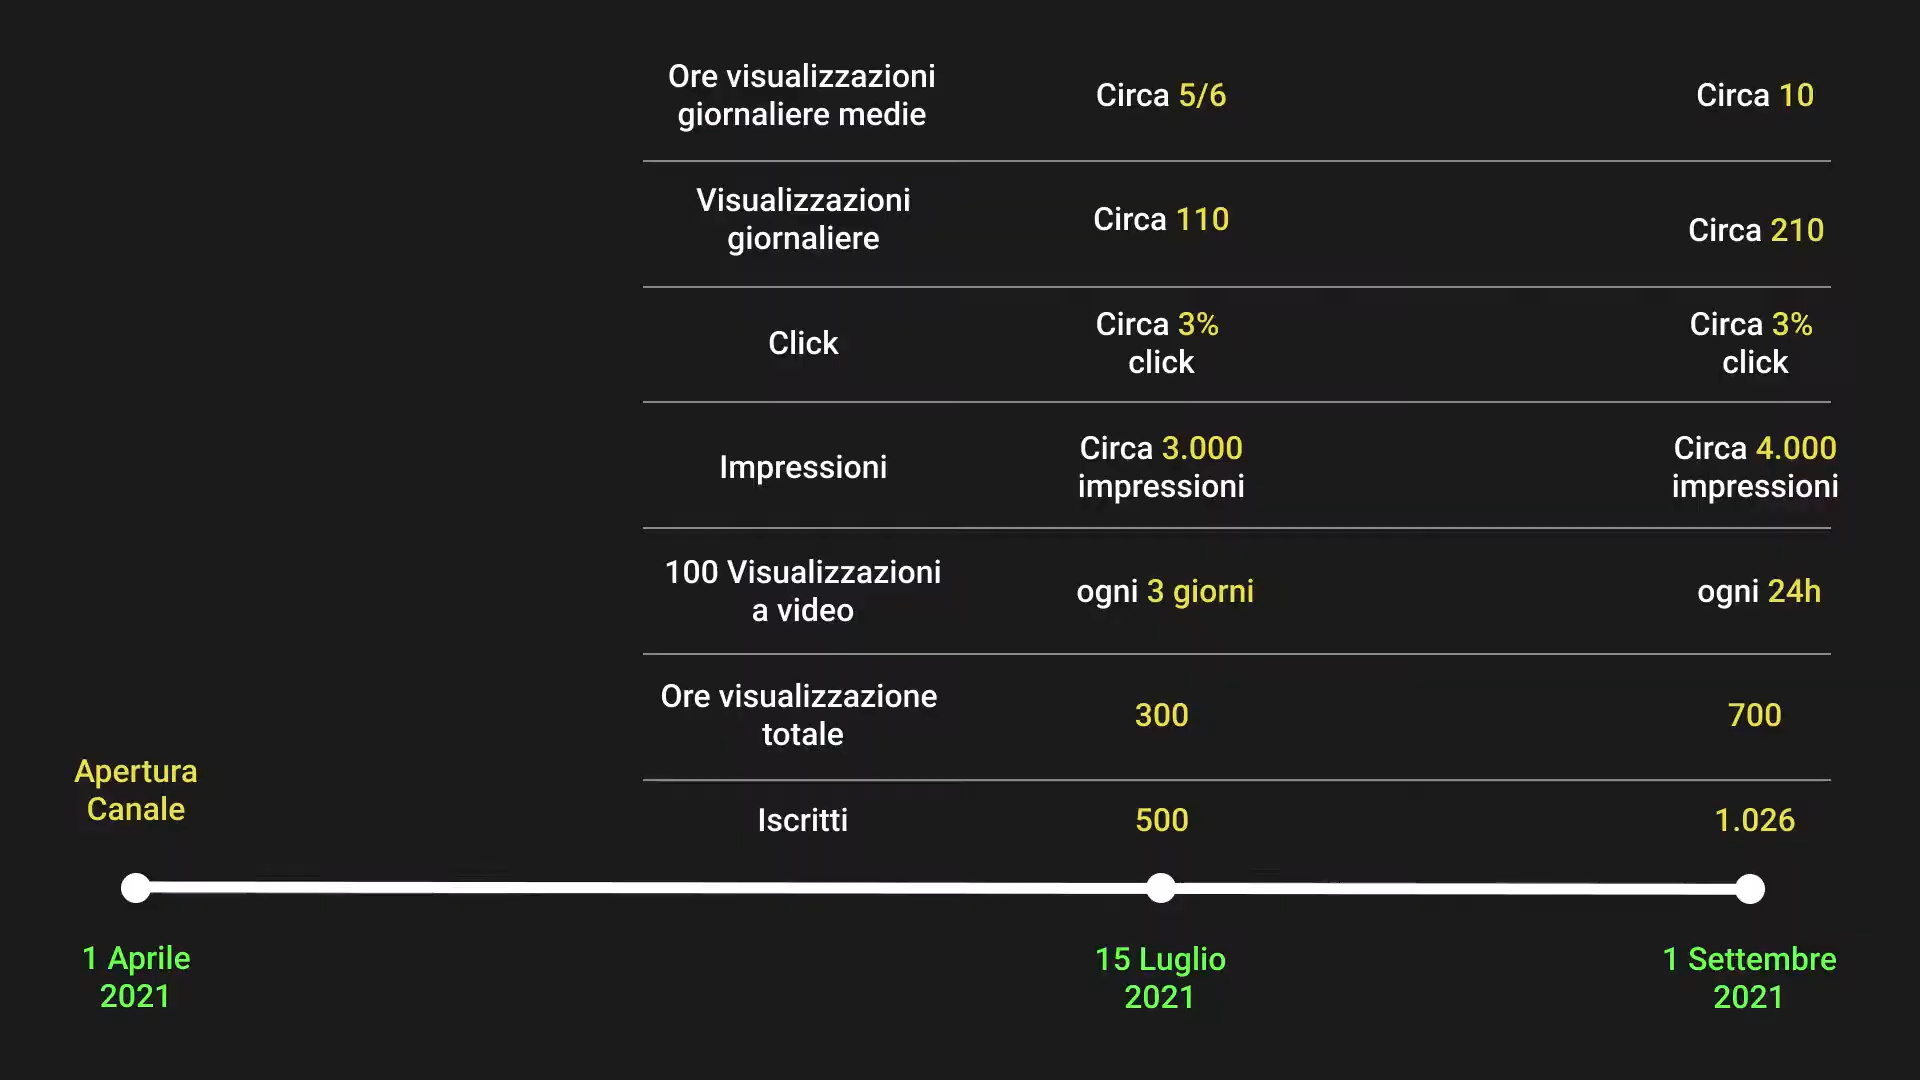 Ore visualizzazioni
giornaliere medie
Circa 5/6
Circa 10
Visualizzazioni
giornaliere
Circa 110
Circa 210
Click
Circa 3%
click
Circa 3%
click
Impressioni
Circa 3.000
impressioni
Circa 4.000
impressioni
100 Visualizzazioni
a video
ogni 3 giorni
ogni 24h
Ore visualizzazione
totale
300
700
Apertura
Canale
Iscritti
500
1.026
1 Aprile
2021
15 Luglio
2021
1 Settembre
2021